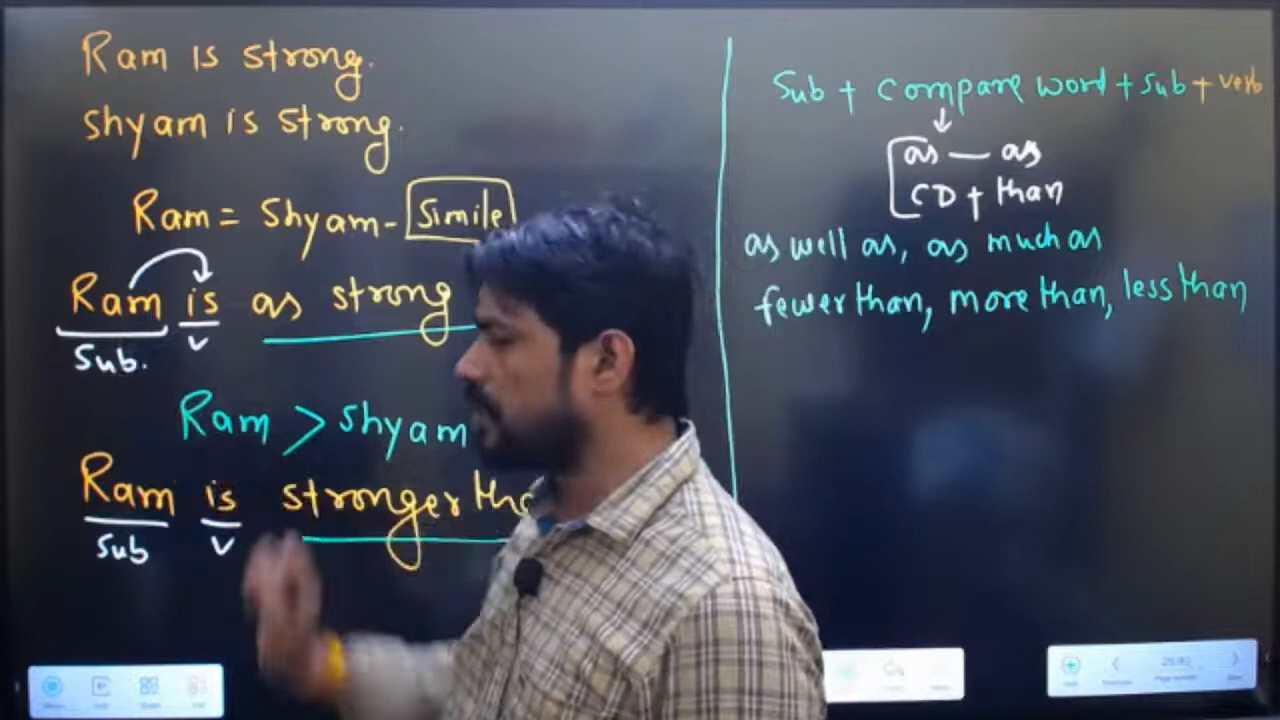 Ram is strong.
shyam is strong.
Ram = Shyam - Simile
Ram is as strong
Sub. v
Ram > shyam
Ram is stronger tha
Sub v
Sub + compare word + sub + verb
as — as
CD + than
as well as, as much as
fewer than, more than, less than